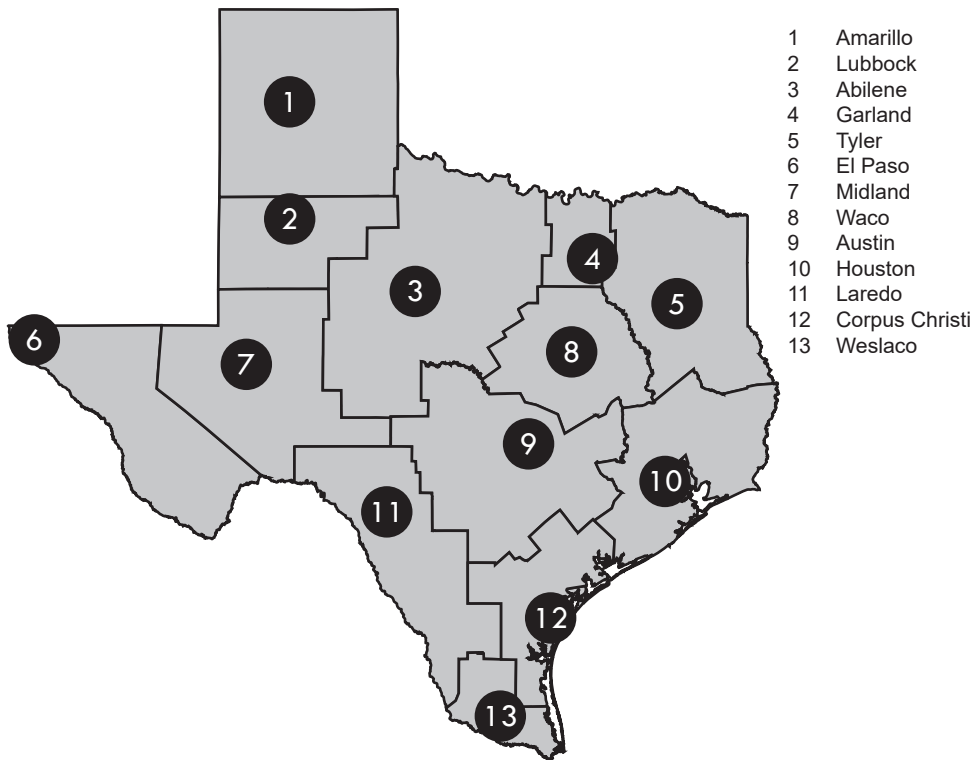 1 Amarillo
2 Lubbock
3 Abilene
4 Garland
5 Tyler
6 El Paso
7 Midland
8 Waco
9 Austin
10 Houston
11 Laredo
12 Corpus Christi
13 Weslaco
1
2
3
4
5
6
7
8
9
10
11
12
13